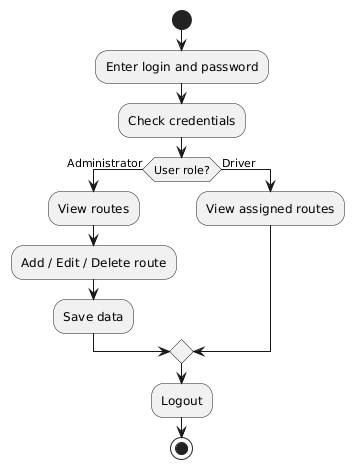 Enter login and password
Check credentials
Administrator
User role?
Driver
View routes
View assigned routes
Add / Edit / Delete route
Save data
Logout